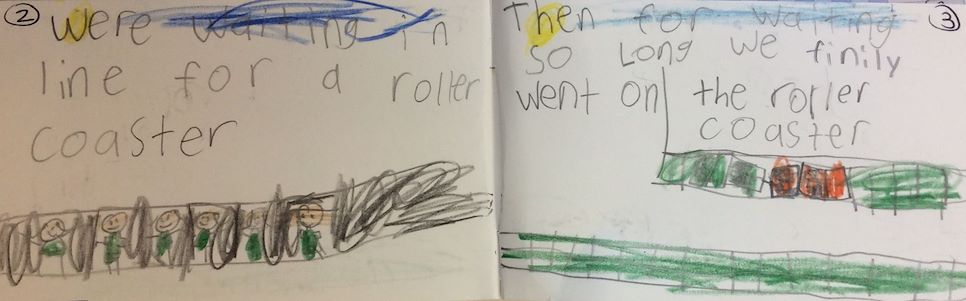 2
Were waiting in
line for a roller
coaster
3
Then for waiting
so Long we finily
went on the roller
coaster